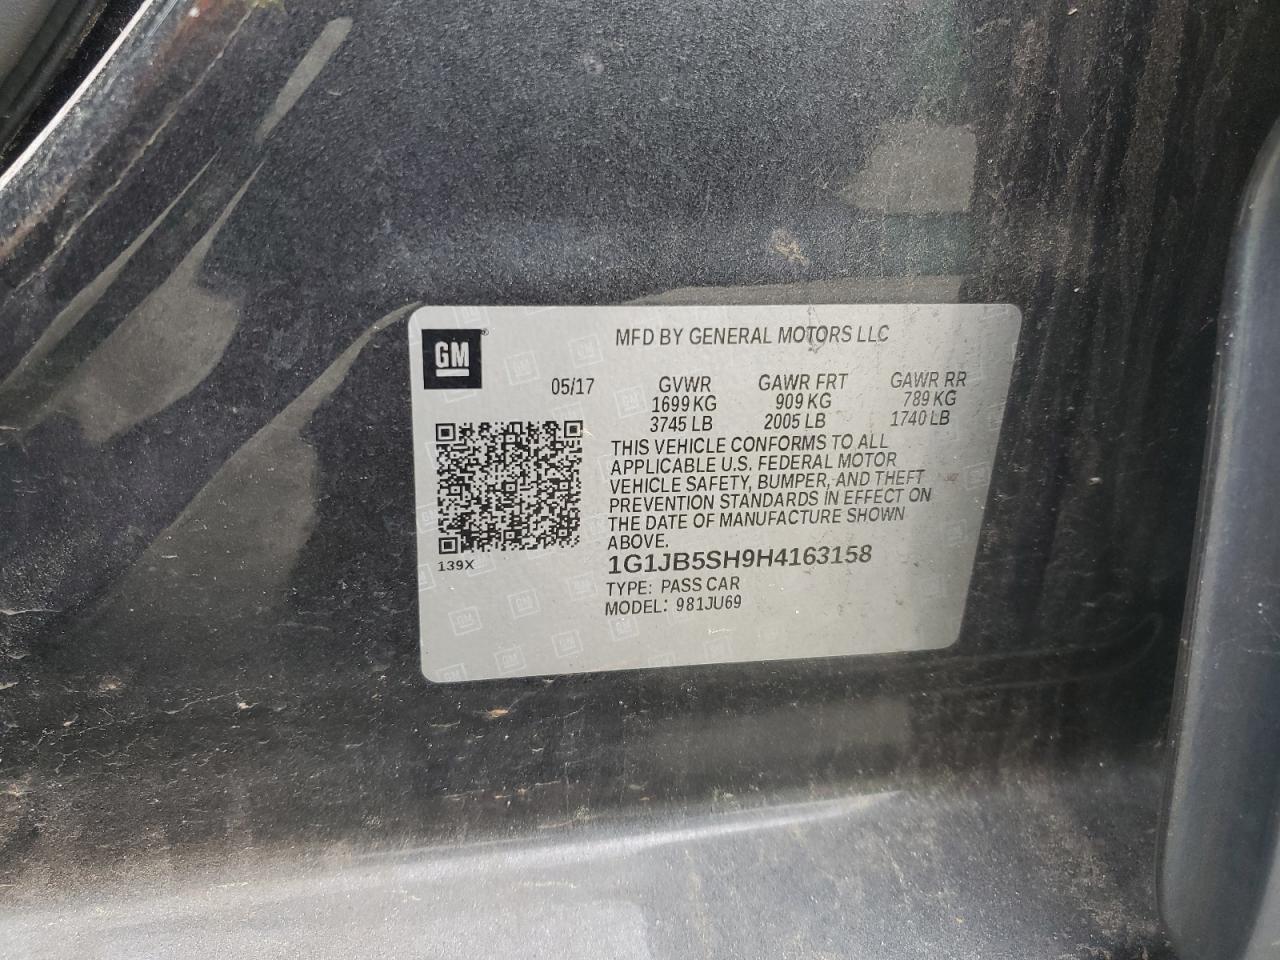 GM
MFD BY GENERAL MOTORS LLC
05/17 GVWR GAWR FRT GAWR RR
1699 KG 909 KG 789 KG
3745 LB 2005 LB 1740 LB
THIS VEHICLE CONFORMS TO ALL
APPLICABLE U.S. FEDERAL MOTOR
VEHICLE SAFETY, BUMPER, AND THEFT
PREVENTION STANDARDS IN EFFECT ON
THE DATE OF MANUFACTURE SHOWN
ABOVE.
139X
1G1JB5SH9H4163158
TYPE: PASS CAR
MODEL: 981JU69